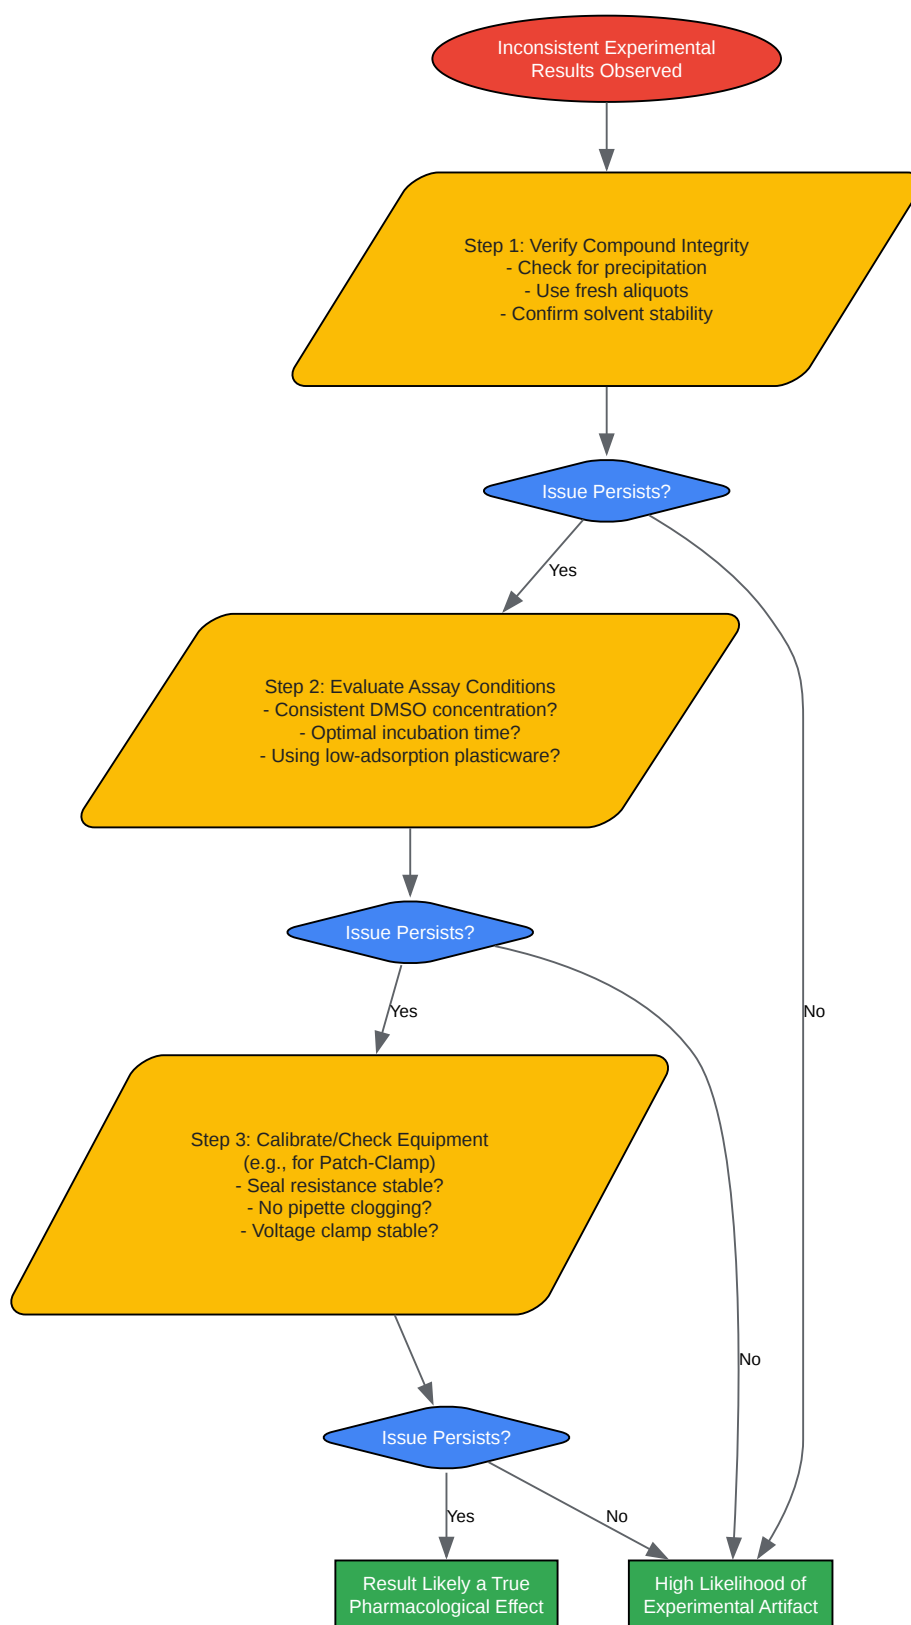 Inconsistent Experimental
Results Observed
Step 1: Verify Compound Integrity
- Check for precipitation
- Use fresh aliquots
- Confirm solvent stability
Issue Persists?
Yes
Step 2: Evaluate Assay Conditions
- Consistent DMSO concentration?
- Optimal incubation time?
- Using low-adsorption plasticware?
Issue Persists?
Yes
No
Step 3: Calibrate/Check Equipment
(e.g., for Patch-Clamp)
- Seal resistance stable?
- No pipette clogging?
- Voltage clamp stable?
No
Issue Persists?
Yes
No
Result Likely a True
Pharmacological Effect
High Likelihood of
Experimental Artifact